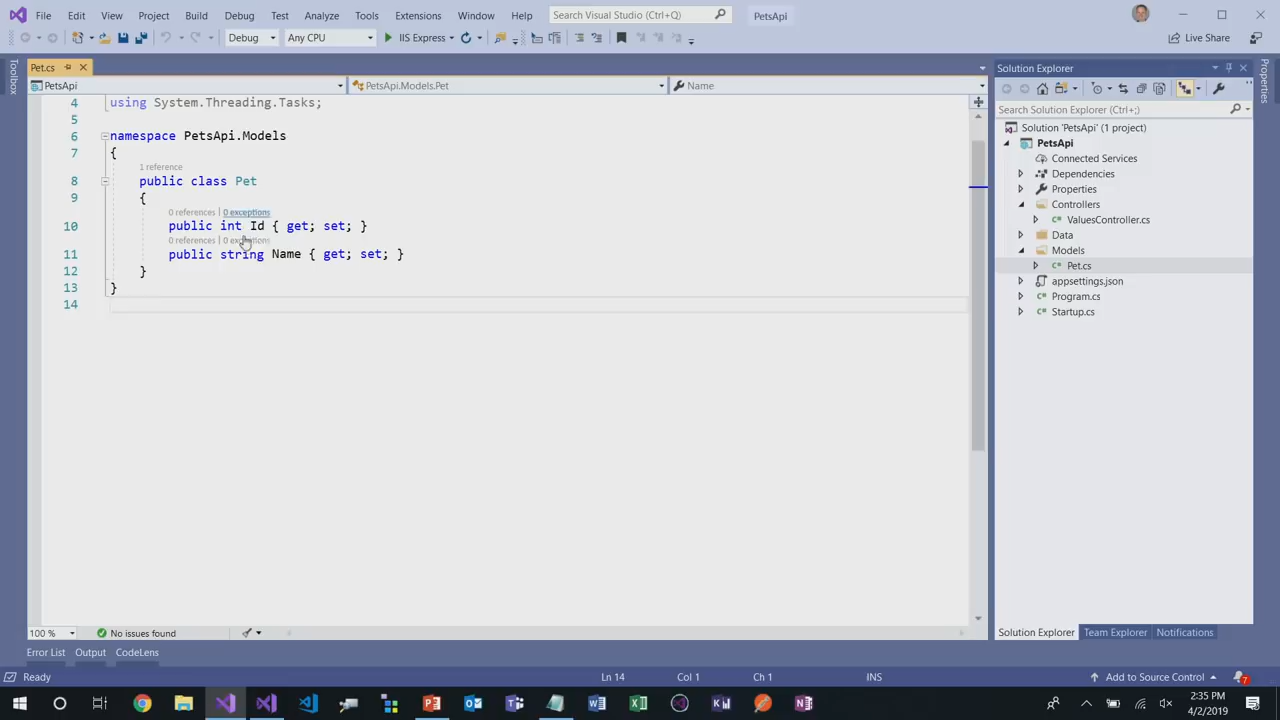 File Edit View Project Build Debug Test Analyze Tools Extensions Window Help Search Visual Studio (Ctrl+Q) PetsApi
Debug Any CPU IIS Express Live Share
Toolbox
Pet.cs
PetsApi PetsApi.Models.Pet Name
4 using System.Threading.Tasks;
5
6 namespace PetsApi.Models
7 {
1 reference
8 public class Pet
9 {
0 references | 0 exceptions
10 public int Id { get; set; }
0 references | 0 exceptions
11 public string Name { get; set; }
12 }
13 }
14
100 % No issues found
Solution Explorer
Search Solution Explorer (Ctrl+;)
Solution 'PetsApi' (1 project)
PetsApi
Connected Services
Dependencies
Properties
Controllers
C# ValuesController.cs
Data
Models
C# Pet.cs
appsettings.json
C# Program.cs
C# Startup.cs
Solution Explorer Team Explorer Notifications
Properties
Error List Output CodeLens
Ready Ln 14 Col 1 Ch 1 INS Add to Source Control 7
2:35 PM
4/2/2019